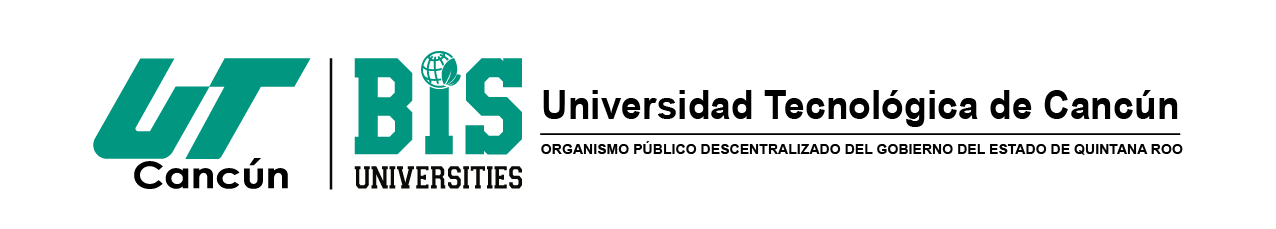 UT
Cancún
BIS
UNIVERSITIES
Universidad Tecnológica de Cancún
ORGANISMO PÚBLICO DESCENTRALIZADO DEL GOBIERNO DEL ESTADO DE QUINTANA ROO